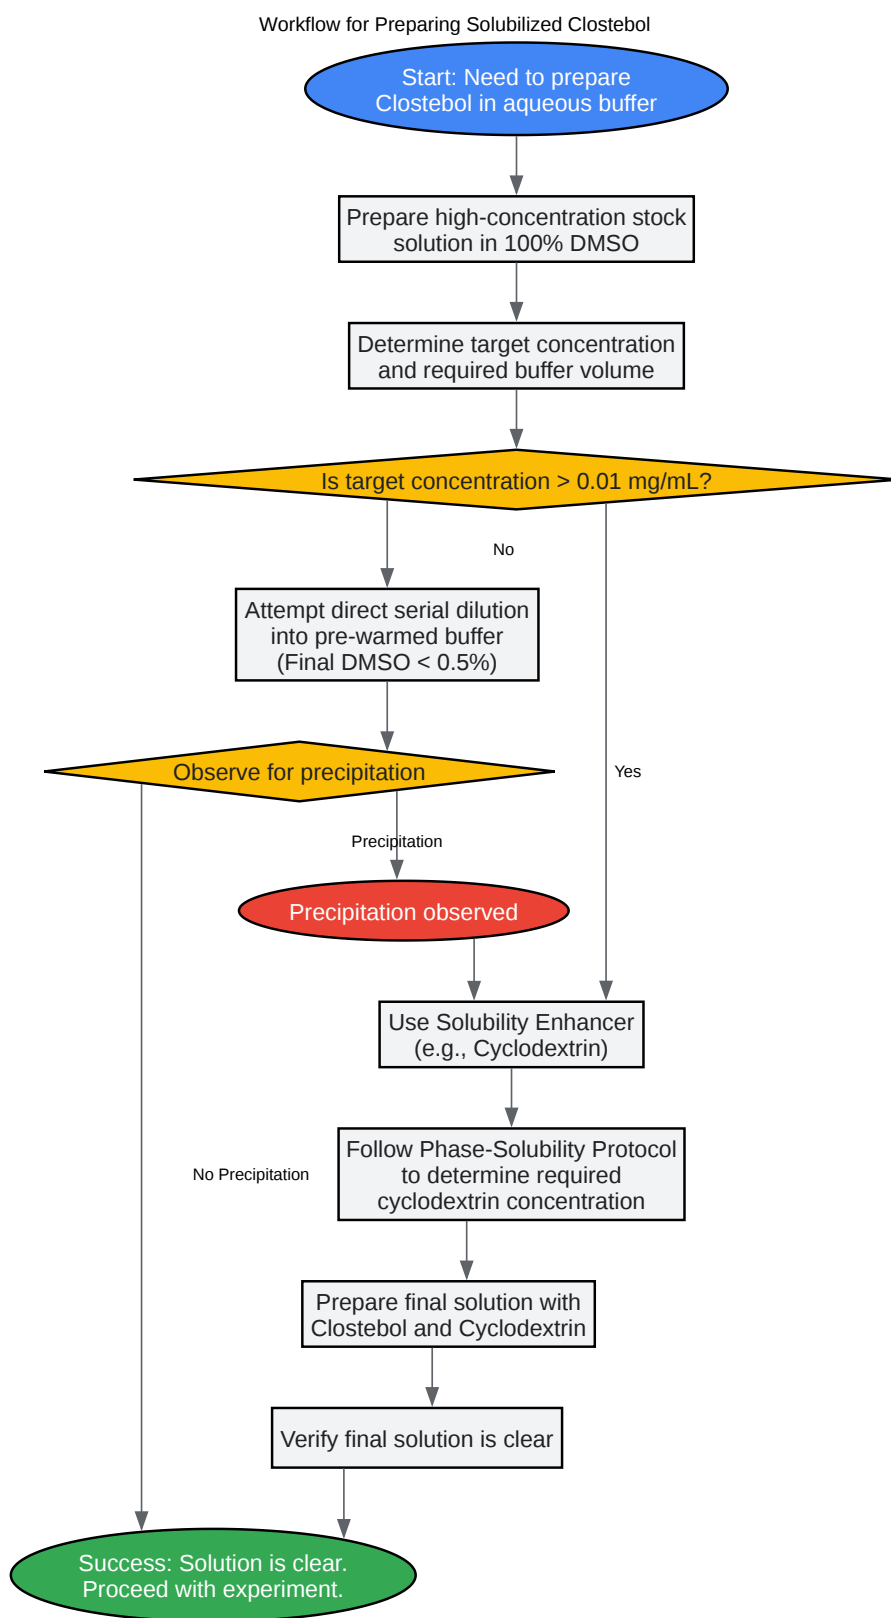 Workflow for Preparing Solubilized Clostebol
Start: Need to prepare
Clostebol in aqueous buffer
Prepare high-concentration stock
solution in 100% DMSO
Determine target concentration
and required buffer volume
Is target concentration > 0.01 mg/mL?
No
Attempt direct serial dilution
into pre-warmed buffer
(Final DMSO < 0.5%)
Observe for precipitation
Yes
Precipitation
Precipitation observed
Use Solubility Enhancer
(e.g., Cyclodextrin)
Follow Phase-Solubility Protocol
to determine required
cyclodextrin concentration
No Precipitation
Prepare final solution with
Clostebol and Cyclodextrin
Verify final solution is clear
Success: Solution is clear.
Proceed with experiment.